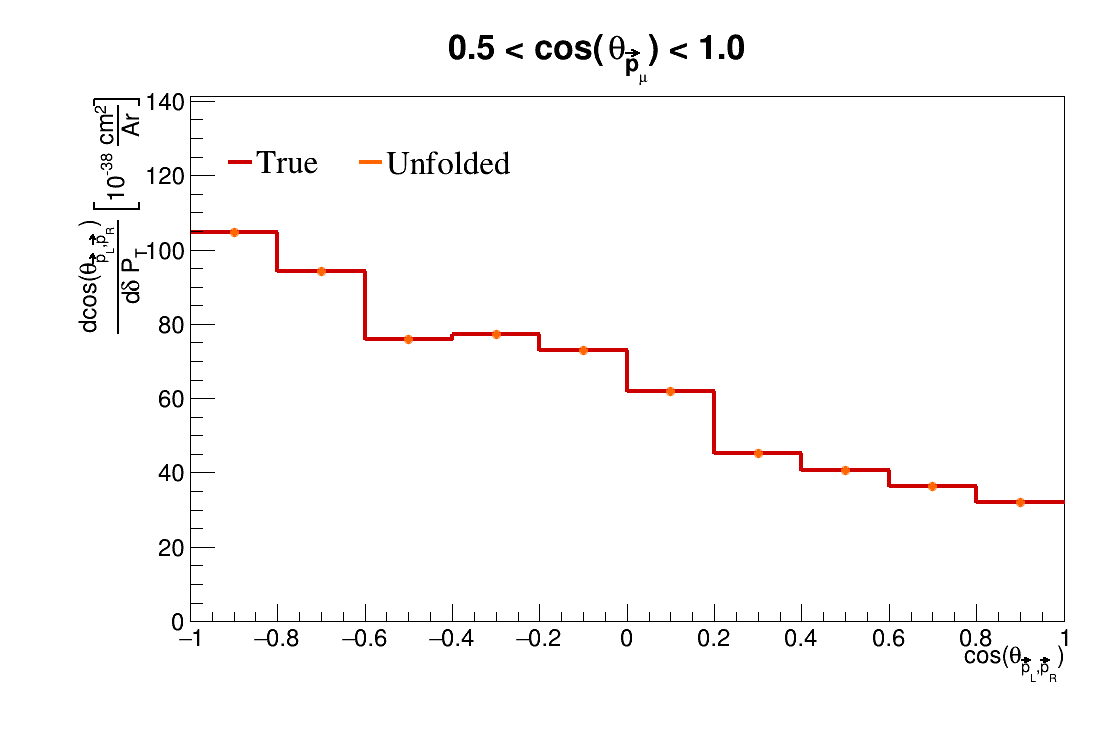 0.5 < cos(θp⃗μ) < 1.0
dcos(θp⃗L,p⃗R)
dδ PT
[10⁻³⁸ cm²
Ar]
True Unfolded
140
120
100
80
60
40
20
0
−1 −0.8 −0.6 −0.4 −0.2 0 0.2 0.4 0.6 0.8 1
cos(θp⃗L,p⃗R)